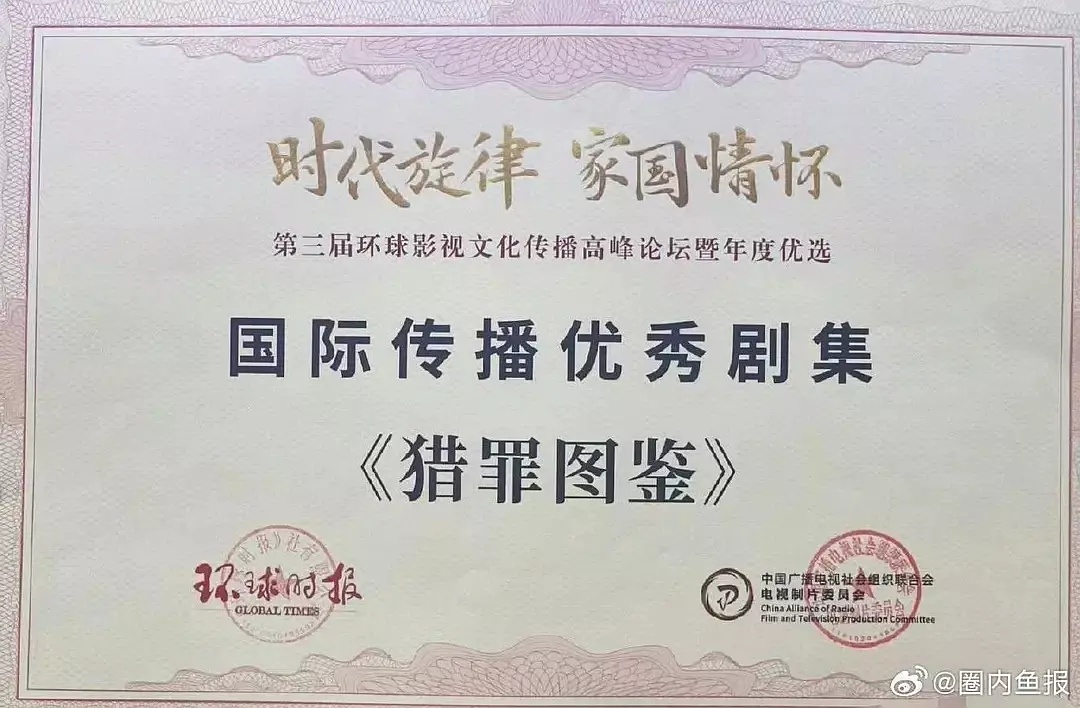 时代旋律 家国情怀
第三届环球影视文化传播高峰论坛暨年度优选
国际传播优秀剧集
《猎罪图鉴》
环球时报
GLOBAL TIMES
中国广播电视社会组织联合会
电视制片委员会
China Alliance of Radio
Film and Television Production Committee
@圈内鱼报